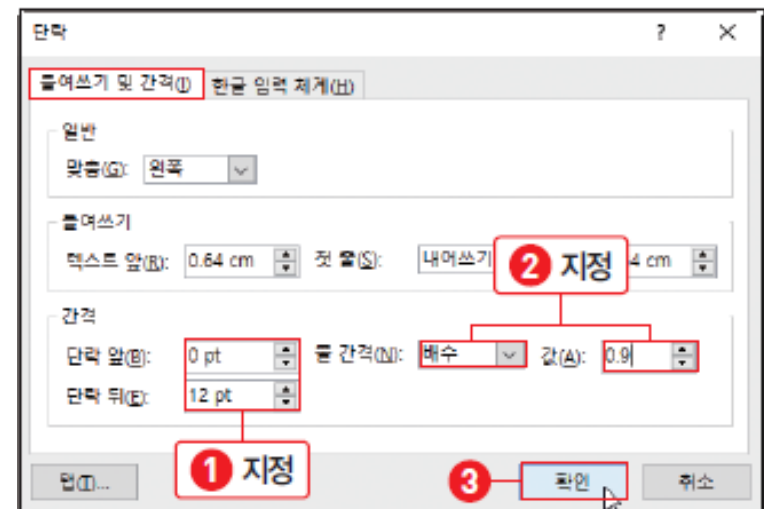 단락 ? ×
들여쓰기 및 간격(I) 한글 입력 체계(H)
일반
맞춤(G): 왼쪽
들여쓰기
텍스트 앞(R): 0.64 cm 첫 줄(S): 내어쓰기 4 cm
2 지정
간격
단락 앞(B): 0 pt 줄 간격(N): 배수 값(A): 0.9
단락 뒤(E): 12 pt
1 지정
탭(T)... 3 확인 취소